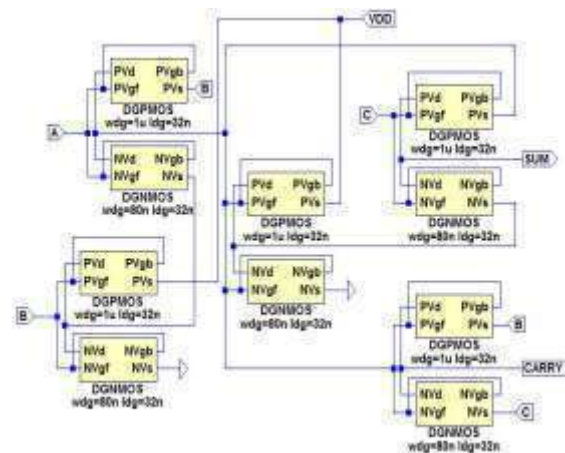 VDD
PVd PVgb
PVgf PVs
B
DGPMOS
wdg=1u ldg=32n
A
NVd NVgb
NVgf NVs
DGNMOS
wdg=80n ldg=32n
C
PVd PVgb
PVgf PVs
DGPMOS
wdg=1u ldg=32n
SUM
NVd NVgb
NVgf NVs
DGNMOS
wdg=80n ldg=32n
PVd PVgb
PVgf PVs
DGPMOS
wdg=1u ldg=32n
NVd NVgb
NVgf NVs
DGNMOS
wdg=80n ldg=32n
B
PVd PVgb
PVgf PVs
DGPMOS
wdg=1u ldg=32n
NVd NVgb
NVgf NVs
DGNMOS
wdg=80n ldg=32n
PVd PVgb
PVgf PVs
B
DGPMOS
wdg=1u ldg=32n
CARRY
NVd NVgb
NVgf NVs
C
DGNMOS
wdg=80n ldg=32n